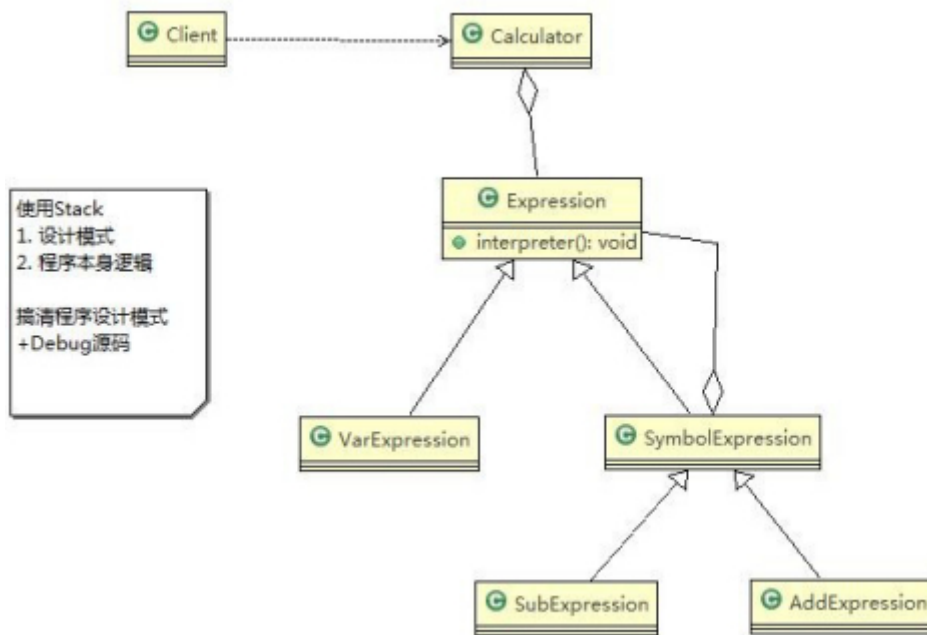 Client
Calculator
Expression
interpreter(): void
使用Stack
1. 设计模式
2. 程序本身逻辑
搞清程序设计模式
+Debug源码
VarExpression
SymbolExpression
SubExpression
AddExpression